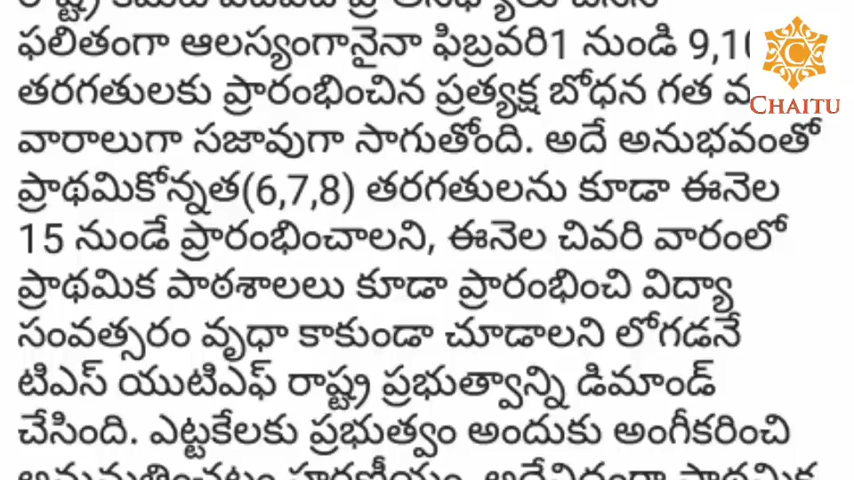 ఫలితంగా ఆలస్యంగానైనా ఫిబ్రవరి1 నుండి 9,10
CHAITU
తరగతులకు ప్రారంభించిన ప్రత్యక్ష బోధన గత
వారాలుగా సజావుగా సాగుతోంది. అదే అనుభవంతో
ప్రాథమికోన్నత(6,7,8) తరగతులను కూడా ఈనెల
15 నుండే ప్రారంభించాలని, ఈనెల చివరి వారంలో
ప్రాథమిక పాఠశాలలు కూడా ప్రారంభించి విద్యా
సంవత్సరం వృధా కాకుండా చూడాలని లోగడనే
టిఎస్ యుటిఎఫ్ రాష్ట్ర ప్రభుత్వాన్ని డిమాండ్
చేసింది. ఎట్టకేలకు ప్రభుత్వం అందుకు అంగీకరించి